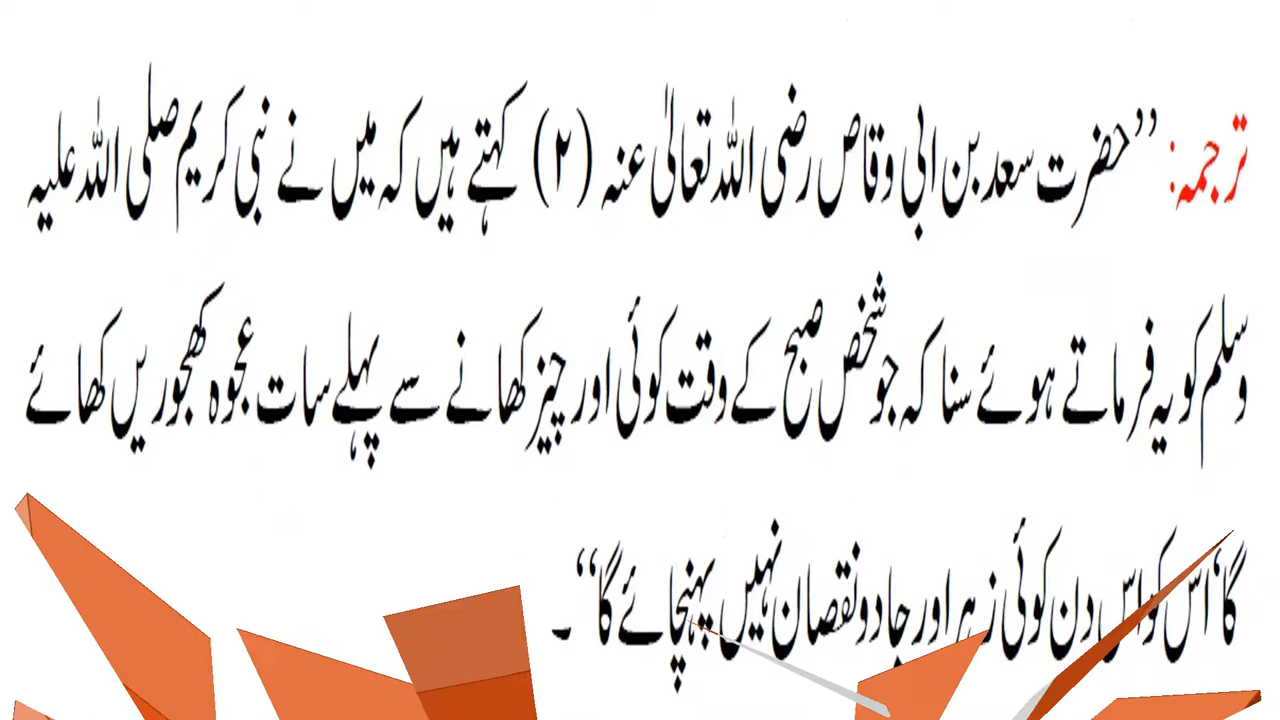 ترجمہ: ’’حضرت سعد بن ابی وقاص رضی اللہ تعالیٰ عنہ (۲) کہتے ہیں کہ میں نے نبی کریم صلی اللہ علیہ
وسلم کو یہ فرماتے ہوئے سنا کہ جو شخص صبح کے وقت کوئی اور چیز کھانے سے پہلے سات عجوہ کھجوریں کھائے
گا‘ اس کو اس دن کوئی زہر اور جادو نقصان نہیں پہنچائے گا‘‘۔